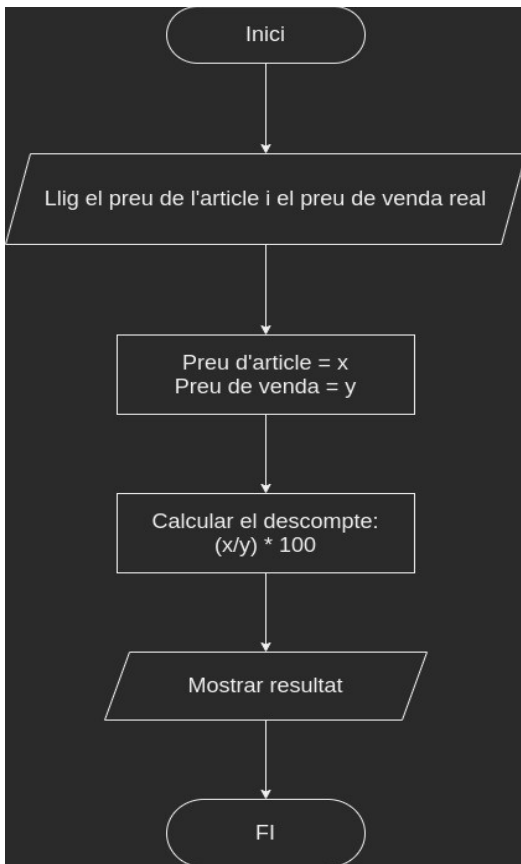 Inici
Llig el preu de l'article i el preu de venda real
Preu d'article = x
Preu de venda = y
Calcular el descompte:
(x/y) * 100
Mostrar resultat
FI